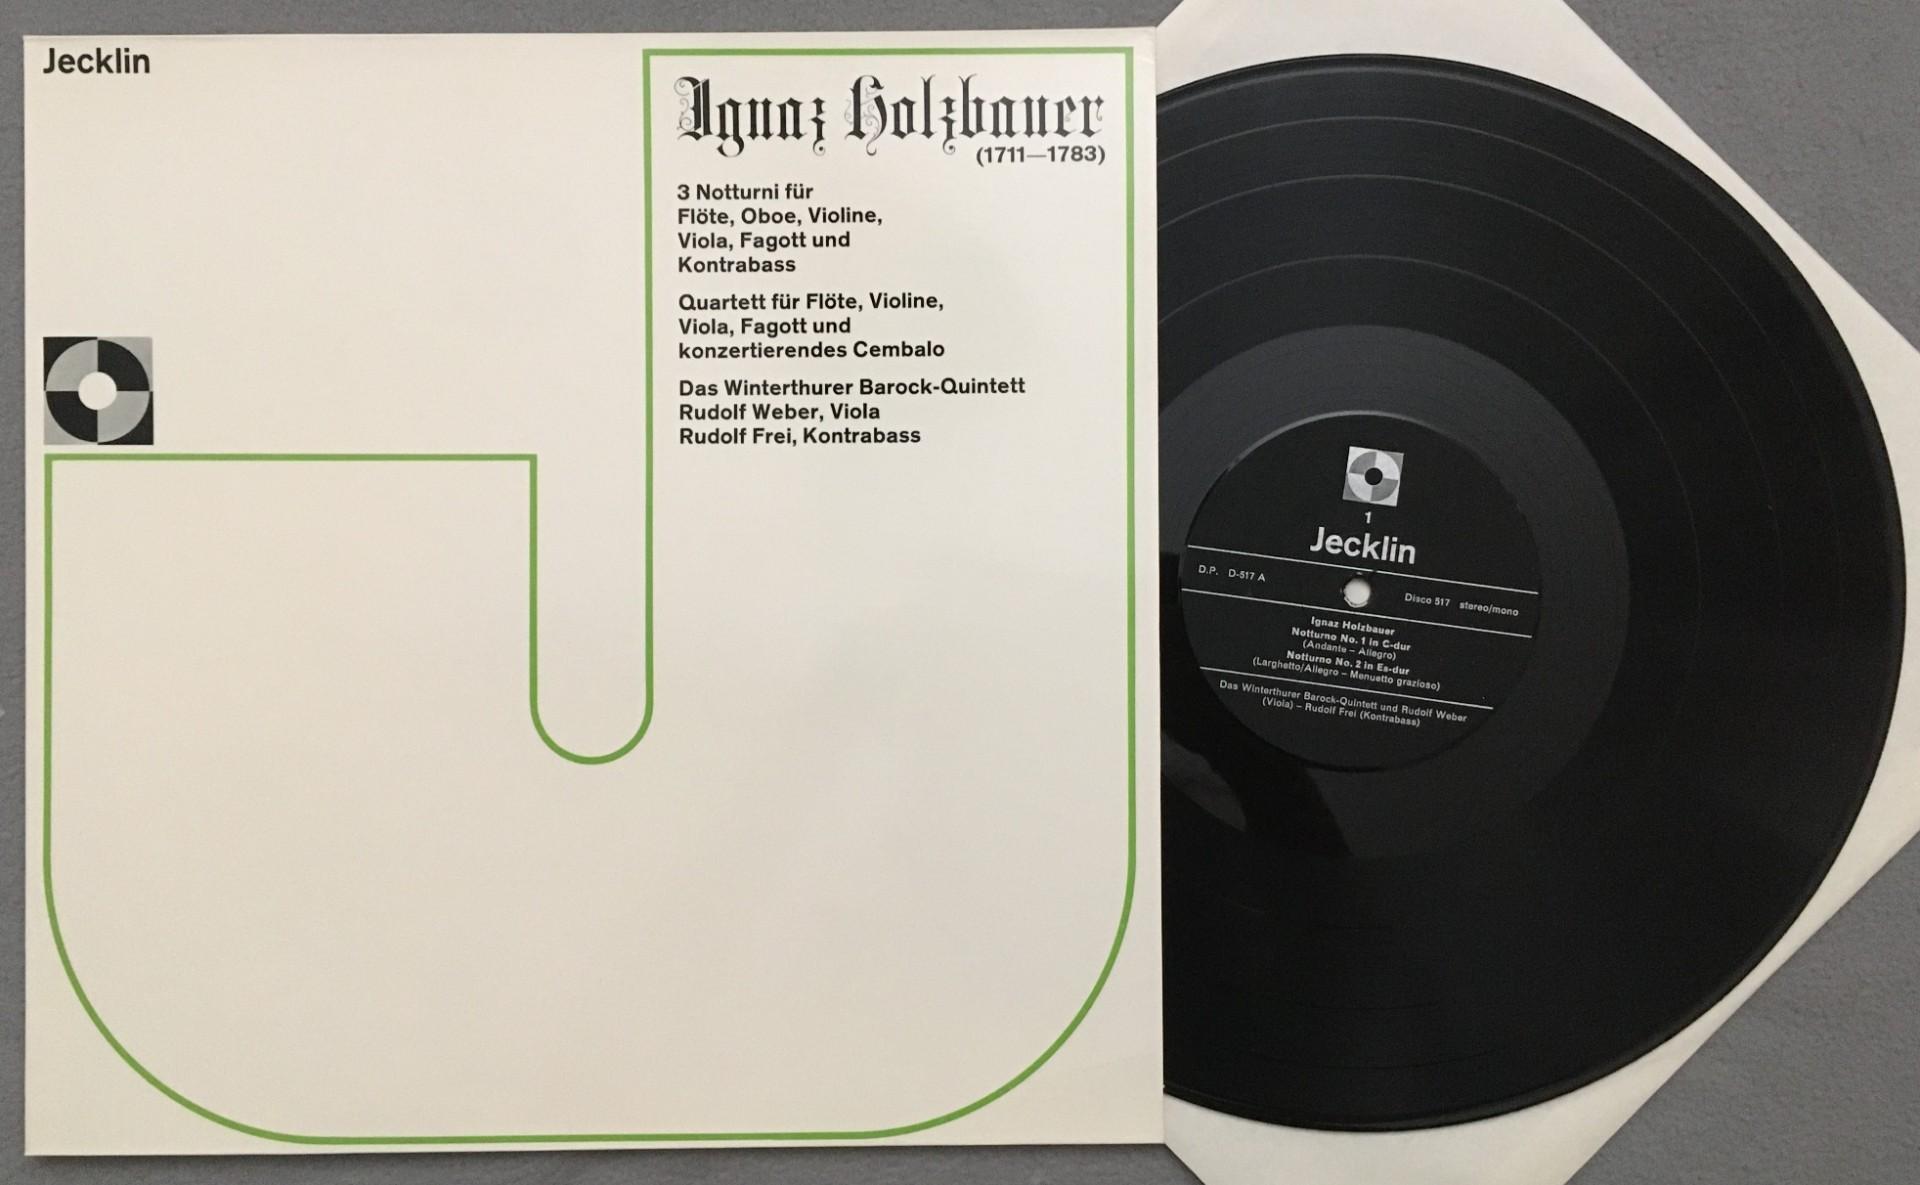 Jecklin
Ignaz Holzbauer
(1711—1783)
3 Notturni für
Flöte, Oboe, Violine,
Viola, Fagott und
Kontrabass
Quartett für Flöte, Violine,
Viola, Fagott und
konzertierendes Cembalo
Das Winterthurer Barock-Quintett
Rudolf Weber, Viola
Rudolf Frei, Kontrabass
1
Jecklin
D.P. D-517 A
Disco 517 stereo/mono
Ignaz Holzbauer
Notturno No. 1 in C-dur
(Andante – Allegro)
Notturno No. 2 in Es-dur
(Larghetto/Allegro – Menuetto grazioso)
Das Winterthurer Barock-Quintett und Rudolf Weber
(Viola) – Rudolf Frei (Kontrabass)